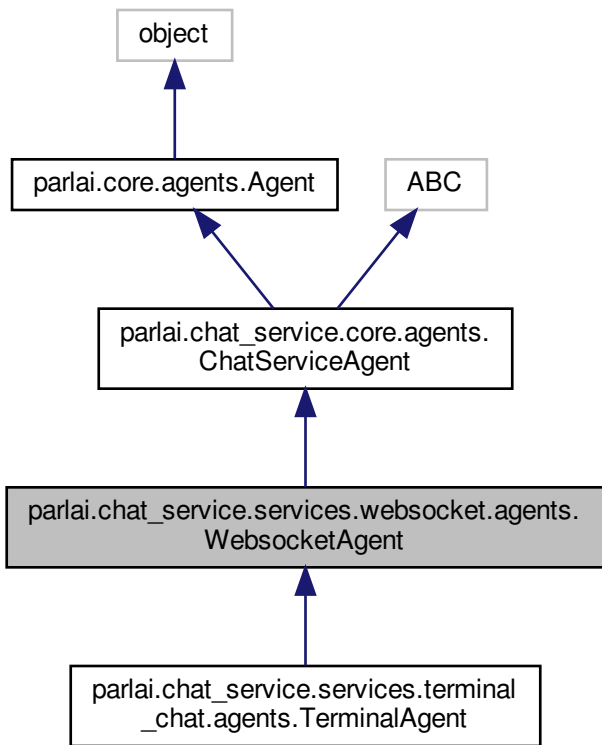 object
parlai.core.agents.Agent
ABC
parlai.chat_service.core.agents.
ChatServiceAgent
parlai.chat_service.services.websocket.agents.
WebsocketAgent
parlai.chat_service.services.terminal
_chat.agents.TerminalAgent